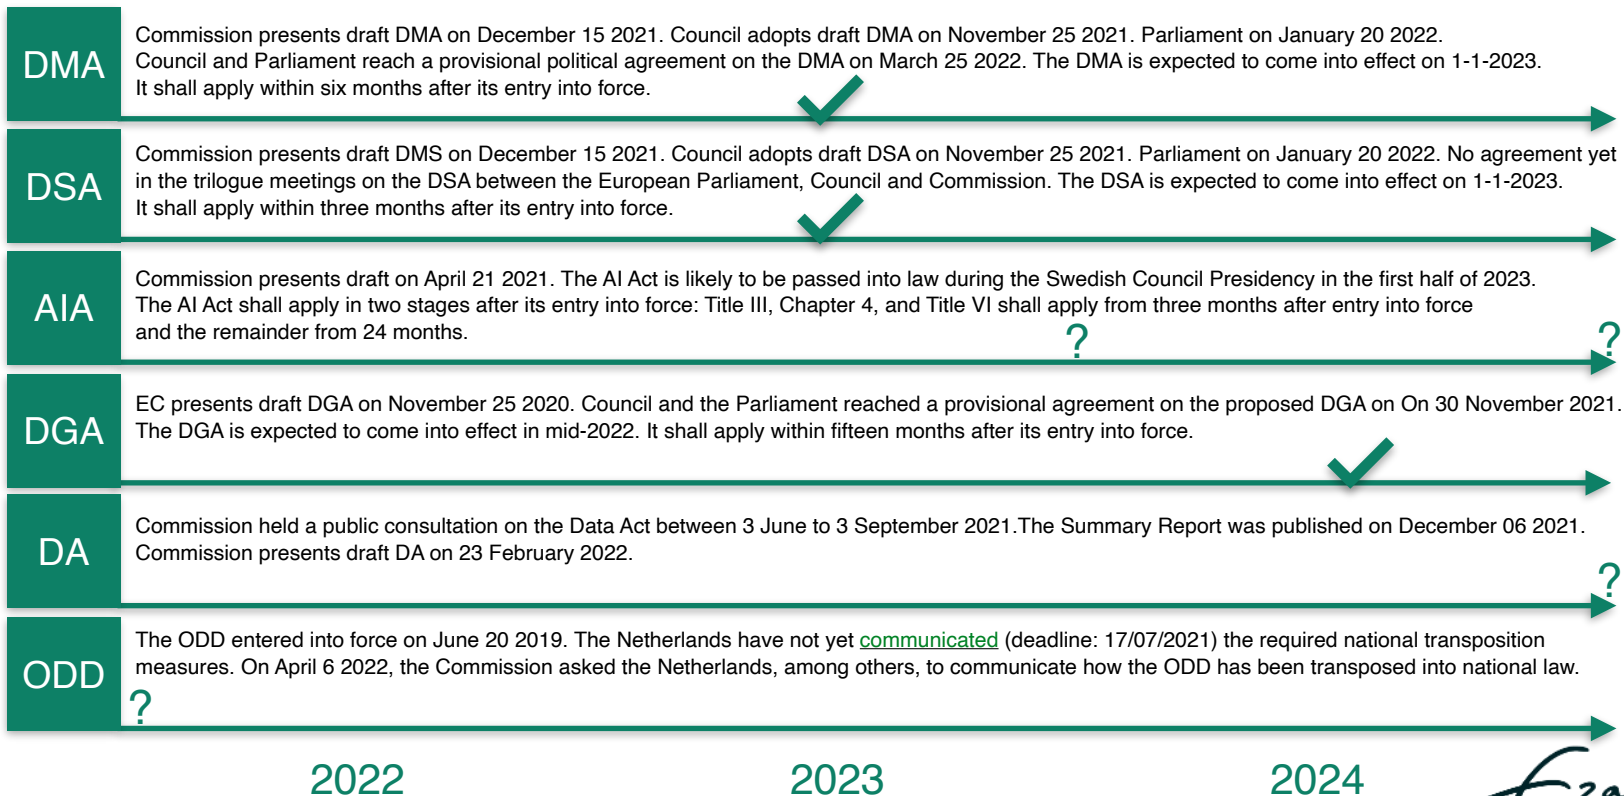 DMA
Commission presents draft DMA on December 15 2021. Council adopts draft DMA on November 25 2021. Parliament on January 20 2022.
Council and Parliament reach a provisional political agreement on the DMA on March 25 2022. The DMA is expected to come into effect on 1-1-2023.
It shall apply within six months after its entry into force.
DSA
Commission presents draft DMS on December 15 2021. Council adopts draft DSA on November 25 2021. Parliament on January 20 2022. No agreement yet
in the trilogue meetings on the DSA between the European Parliament, Council and Commission. The DSA is expected to come into effect on 1-1-2023.
It shall apply within three months after its entry into force.
AIA
Commission presents draft on April 21 2021. The AI Act is likely to be passed into law during the Swedish Council Presidency in the first half of 2023.
The AI Act shall apply in two stages after its entry into force: Title III, Chapter 4, and Title VI shall apply from three months after entry into force
and the remainder from 24 months.
? ?
DGA
EC presents draft DGA on November 25 2020. Council and the Parliament reached a provisional agreement on the proposed DGA on On 30 November 2021.
The DGA is expected to come into effect in mid-2022. It shall apply within fifteen months after its entry into force.
DA
Commission held a public consultation on the Data Act between 3 June to 3 September 2021.The Summary Report was published on December 06 2021.
Commission presents draft DA on 23 February 2022.
?
ODD
The ODD entered into force on June 20 2019. The Netherlands have not yet communicated (deadline: 17/07/2021) the required national transposition
measures. On April 6 2022, the Commission asked the Netherlands, among others, to communicate how the ODD has been transposed into national law.
?
2022 2023 2024